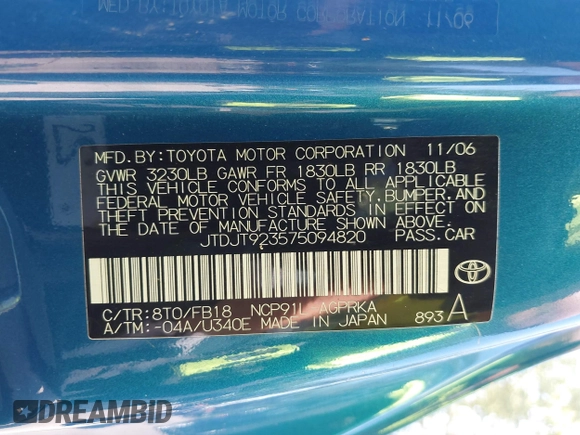 MFD. BY: TOYOTA MOTOR CORPORATION 11/06
GVWR 3230LB GAWR FR 1830LB RR 1830LB
THIS VEHICLE CONFORMS TO ALL APPLICABLE
FEDERAL MOTOR VEHICLE SAFETY, BUMPER, AND
THEFT PREVENTION STANDARDS IN EFFECT ON
THE DATE OF MANUFACTURE SHOWN ABOVE.
JTDJT923575094820 PASS. CAR
C/TR: 8T0/FB18 NCP91L-AGPRKA
A/TM: -04A/U340E MADE IN JAPAN 893 A
DREAMBID